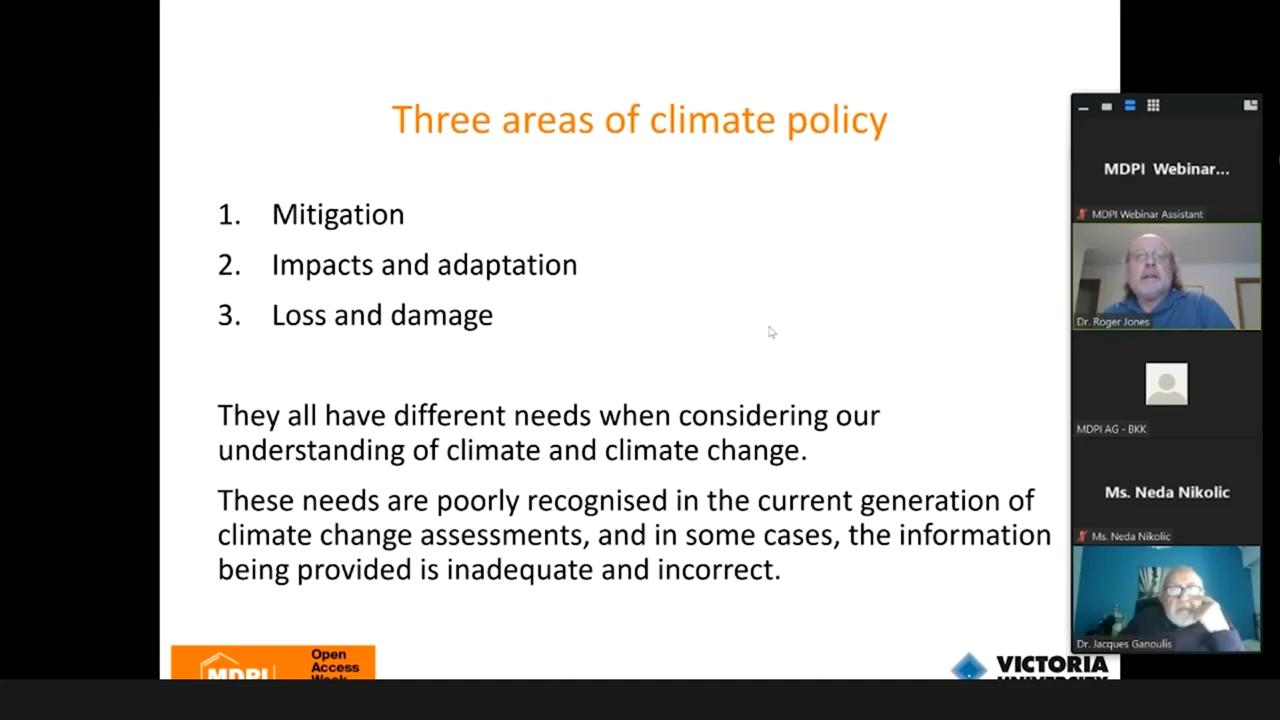 Three areas of climate policy
1. Mitigation
2. Impacts and adaptation
3. Loss and damage
They all have different needs when considering our
understanding of climate and climate change.
These needs are poorly recognised in the current generation of
climate change assessments, and in some cases, the information
being provided is inadequate and incorrect.
MDPI
Open
Access
Week
VICTORIA
UNIVERSITY
MDPI Webinar...
MDPI Webinar Assistant
Dr. Roger Jones
MDPI AG - BKK
Ms. Neda Nikolic
Ms. Neda Nikolic
Dr. Jacques Ganoulis